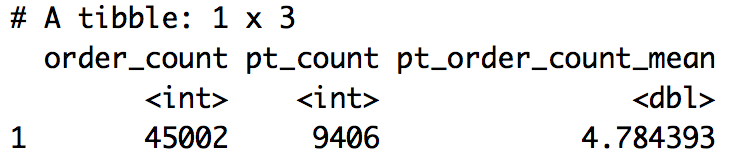 # A tibble: 1 x 3
order_count pt_count pt_order_count_mean
<int> <int> <dbl>
1 45002 9406 4.784393